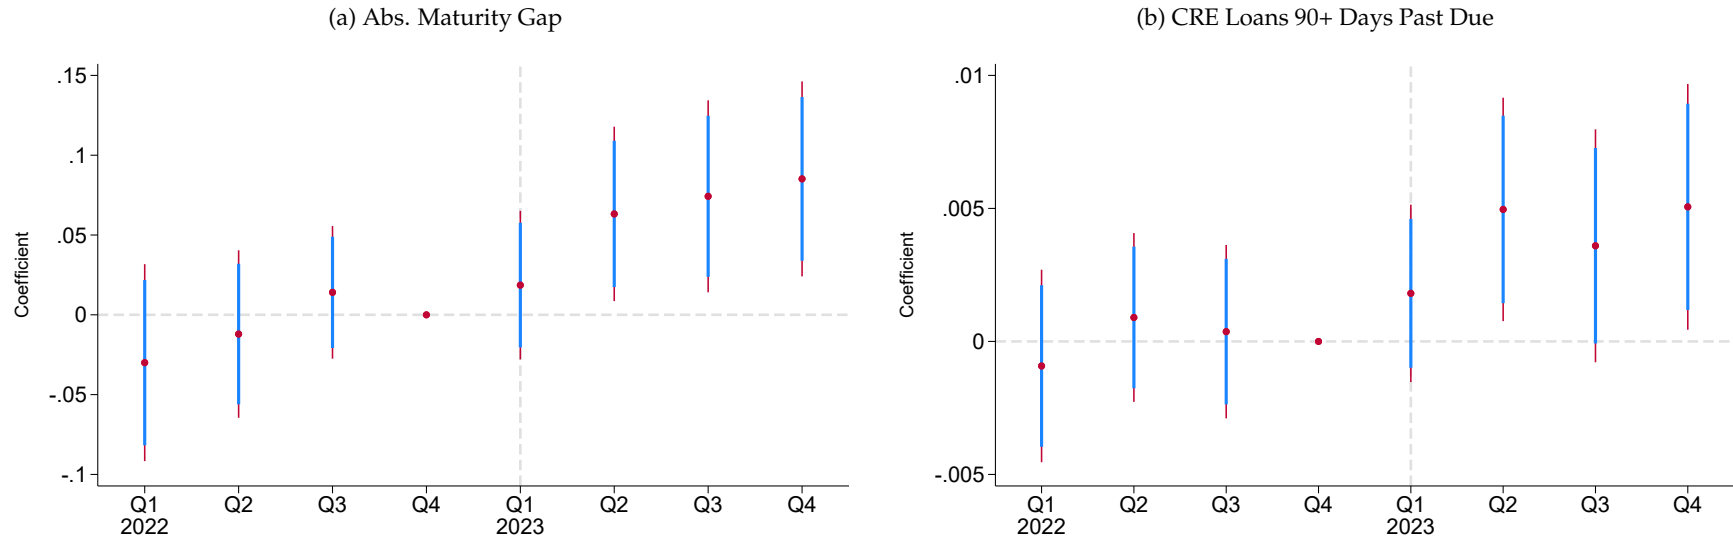 (a) Abs. Maturity Gap
Coefficient
.15
.1
.05
0
-.05
-.1
Q1 Q2 Q3 Q4 Q1 Q2 Q3 Q4
2022 2023
(b) CRE Loans 90+ Days Past Due
Coefficient
.01
.005
0
-.005
Q1 Q2 Q3 Q4 Q1 Q2 Q3 Q4
2022 2023